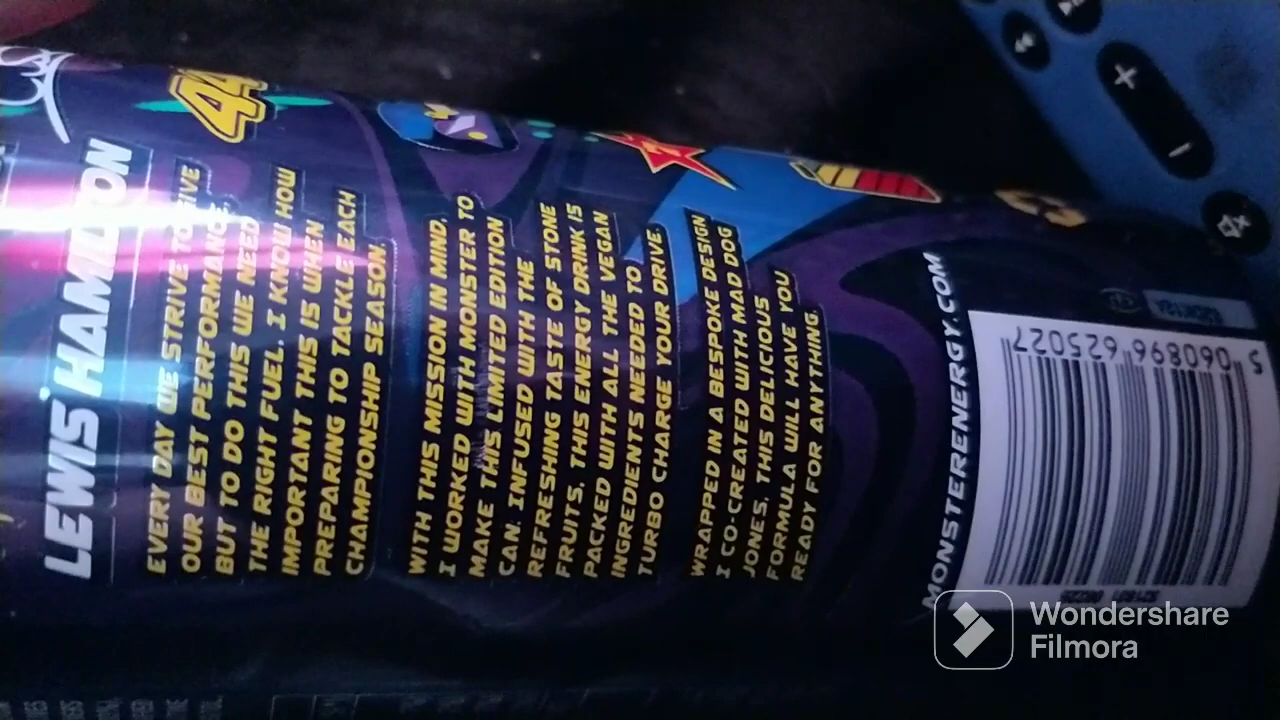 44
LEWIS HAMILTON
EVERY DAY WE STRIVE TO GIVE
OUR BEST PERFORMANCE,
BUT TO DO THIS WE NEED
THE RIGHT FUEL. I KNOW HOW
IMPORTANT THIS IS WHEN
PREPARING TO TACKLE EACH
CHAMPIONSHIP SEASON.
WITH THIS MISSION IN MIND,
I WORKED WITH MONSTER TO
MAKE THIS LIMITED EDITION
CAN. INFUSED WITH THE
REFRESHING TASTE OF STONE
FRUITS, THIS ENERGY DRINK IS
PACKED WITH ALL THE VEGAN
INGREDIENTS NEEDED TO
TURBO CHARGE YOUR DRIVE.
WRAPPED IN A BESPOKE DESIGN
I CO-CREATED WITH MAD DOG
JONES, THIS DELICIOUS
FORMULA WILL HAVE YOU
READY FOR ANYTHING.
MONSTERENERGY.COM
5 060896 625027
Wondershare
Filmora